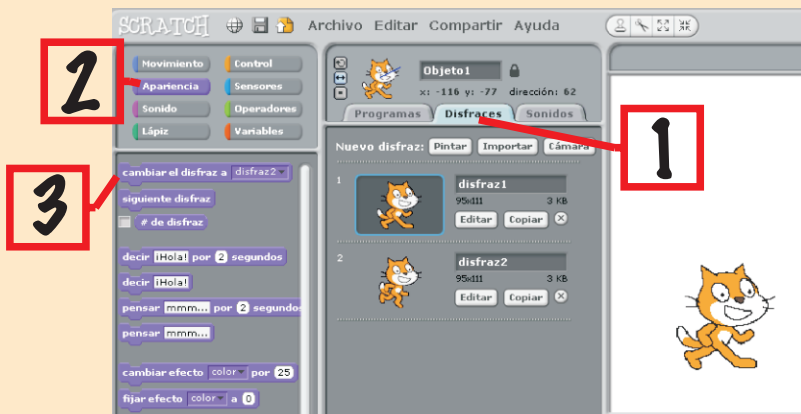 SCRATCH Archivo Editar Compartir Ayuda
2
Movimiento Control
Apariencia Sensores
Sonido Operadores
Lápiz Variables
3
cambiar el disfraz a disfraz2
siguiente disfraz
# de disfraz
decir ¡Hola! por 2 segundos
decir ¡Hola!
pensar mmm... por 2 segundos
pensar mmm...
cambiar efecto color por 25
fijar efecto color a 0
Objeto1
x: -116 y: -77 dirección: 62
Programas Disfraces Sonidos
1
Nuevo disfraz: Pintar Importar Cámara
1
disfraz1
95x111 3 KB
Editar Copiar
2
disfraz2
95x111 3 KB
Editar Copiar